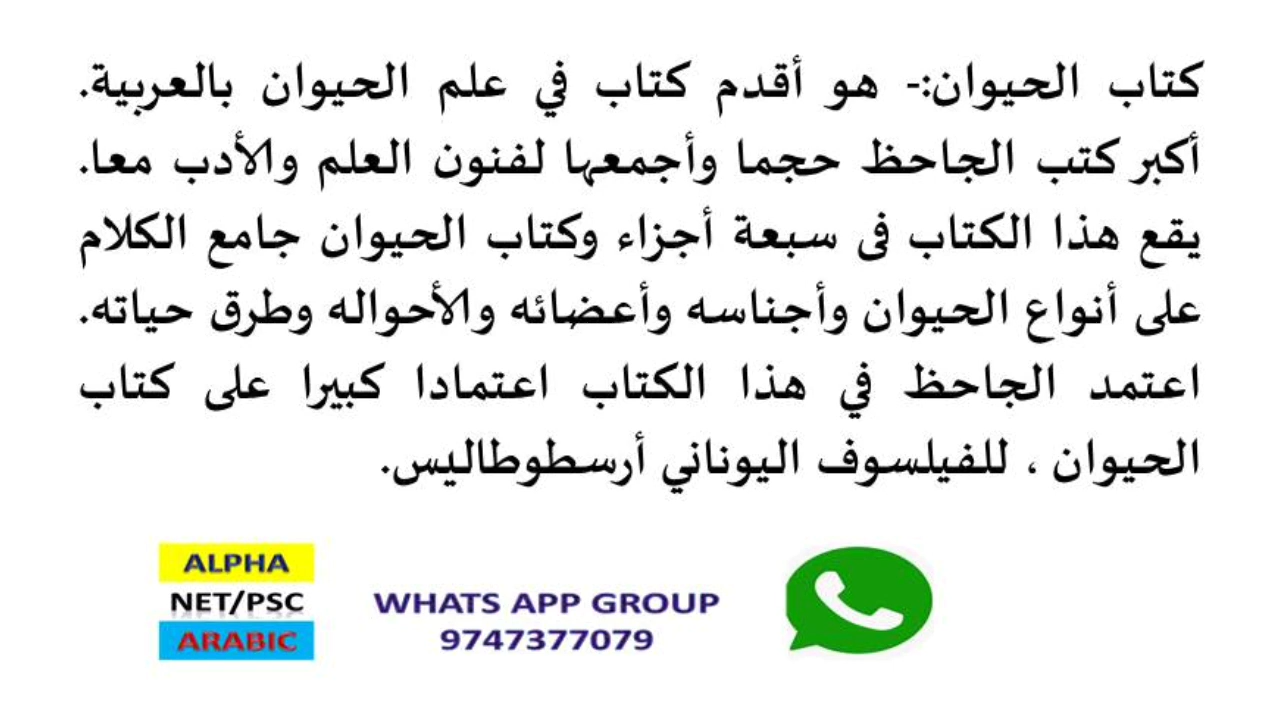 كتاب الحيوان:- هو أقدم كتاب في علم الحيوان بالعربية.
أكبر كتب الجاحظ حجما وأجمعها لفنون العلم والأدب معا.
يقع هذا الكتاب فى سبعة أجزاء وكتاب الحيوان جامع الكلام
على أنواع الحيوان وأجناسه وأعضائه والأحواله وطرق حياته.
اعتمد الجاحظ في هذا الكتاب اعتمادا كبيرا على كتاب
الحيوان ، للفيلسوف اليوناني أرسطوطاليس.
ALPHA
NET/PSC
ARABIC
WHATS APP GROUP
9747377079